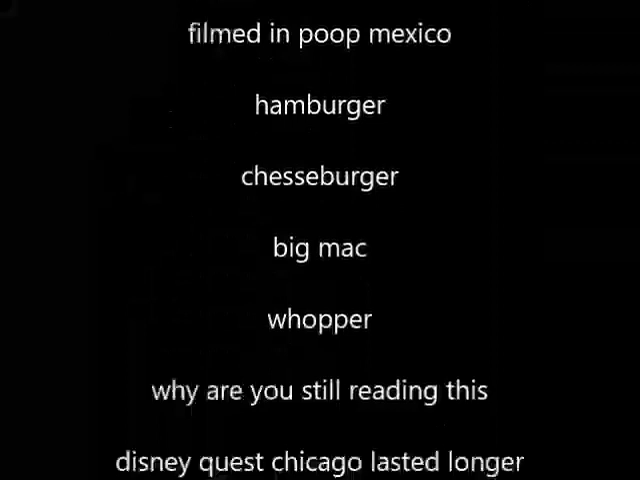 filmed in poop mexico
hamburger
chesseburger
big mac
whopper
why are you still reading this
disney quest chicago lasted longer